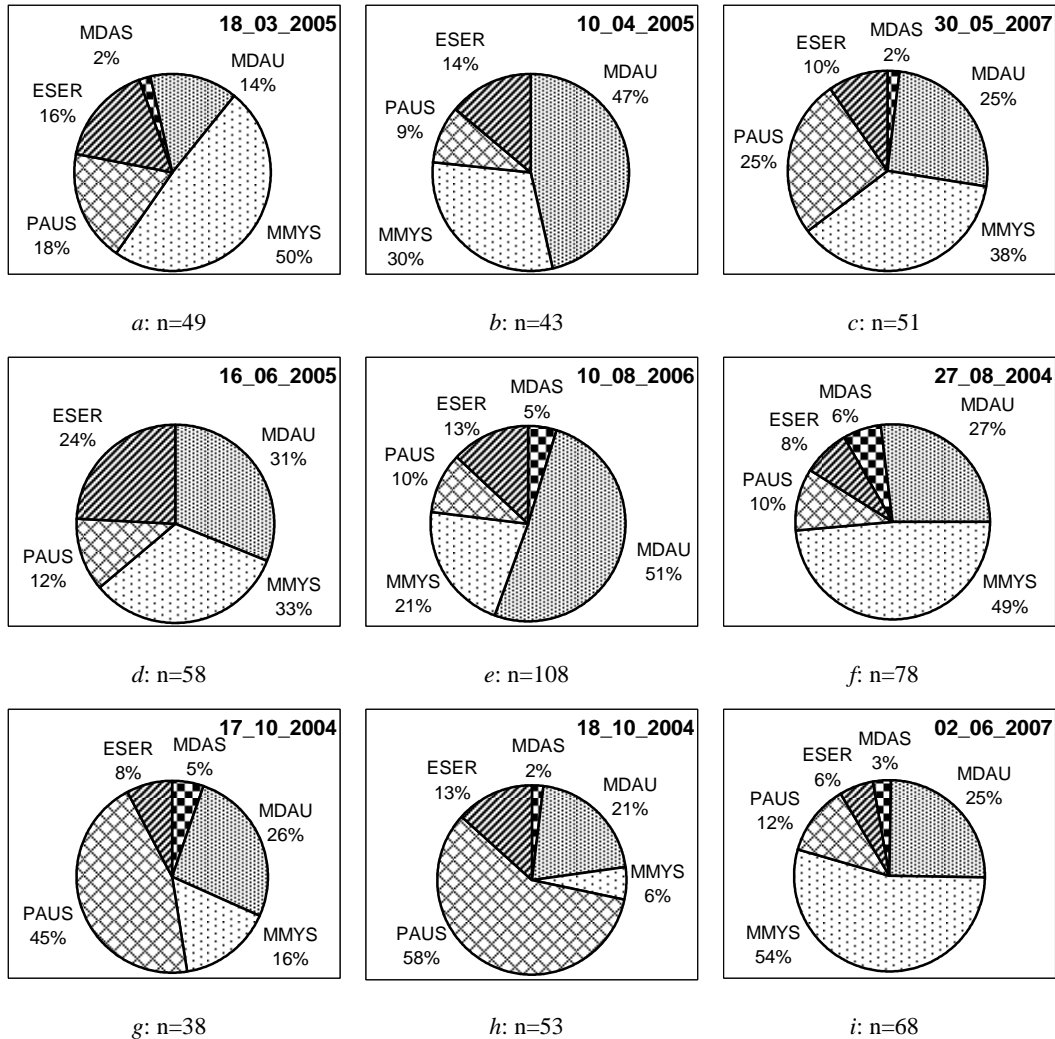 18_03_2005
MDAS
2%
MDAU
14%
ESER
16%
PAUS
18%
MMYS
50%
a: n=49
10_04_2005
ESER
14%
MDAU
47%
PAUS
9%
MMYS
30%
b: n=43
30_05_2007
ESER
10%
MDAS
2%
MDAU
25%
PAUS
25%
MMYS
38%
c: n=51
16_06_2005
ESER
24%
MDAU
31%
PAUS
12%
MMYS
33%
d: n=58
10_08_2006
MDAS
5%
ESER
13%
PAUS
10%
MMYS
21%
MDAU
51%
e: n=108
27_08_2004
MDAS
6%
MDAU
27%
ESER
8%
PAUS
10%
MMYS
49%
f: n=78
17_10_2004
ESER
8%
MDAS
5%
MDAU
26%
PAUS
45%
MMYS
16%
g: n=38
18_10_2004
MDAS
2%
ESER
13%
MDAU
21%
MMYS
6%
PAUS
58%
h: n=53
02_06_2007
MDAS
3%
ESER
6%
MDAU
25%
PAUS
12%
MMYS
54%
i: n=68